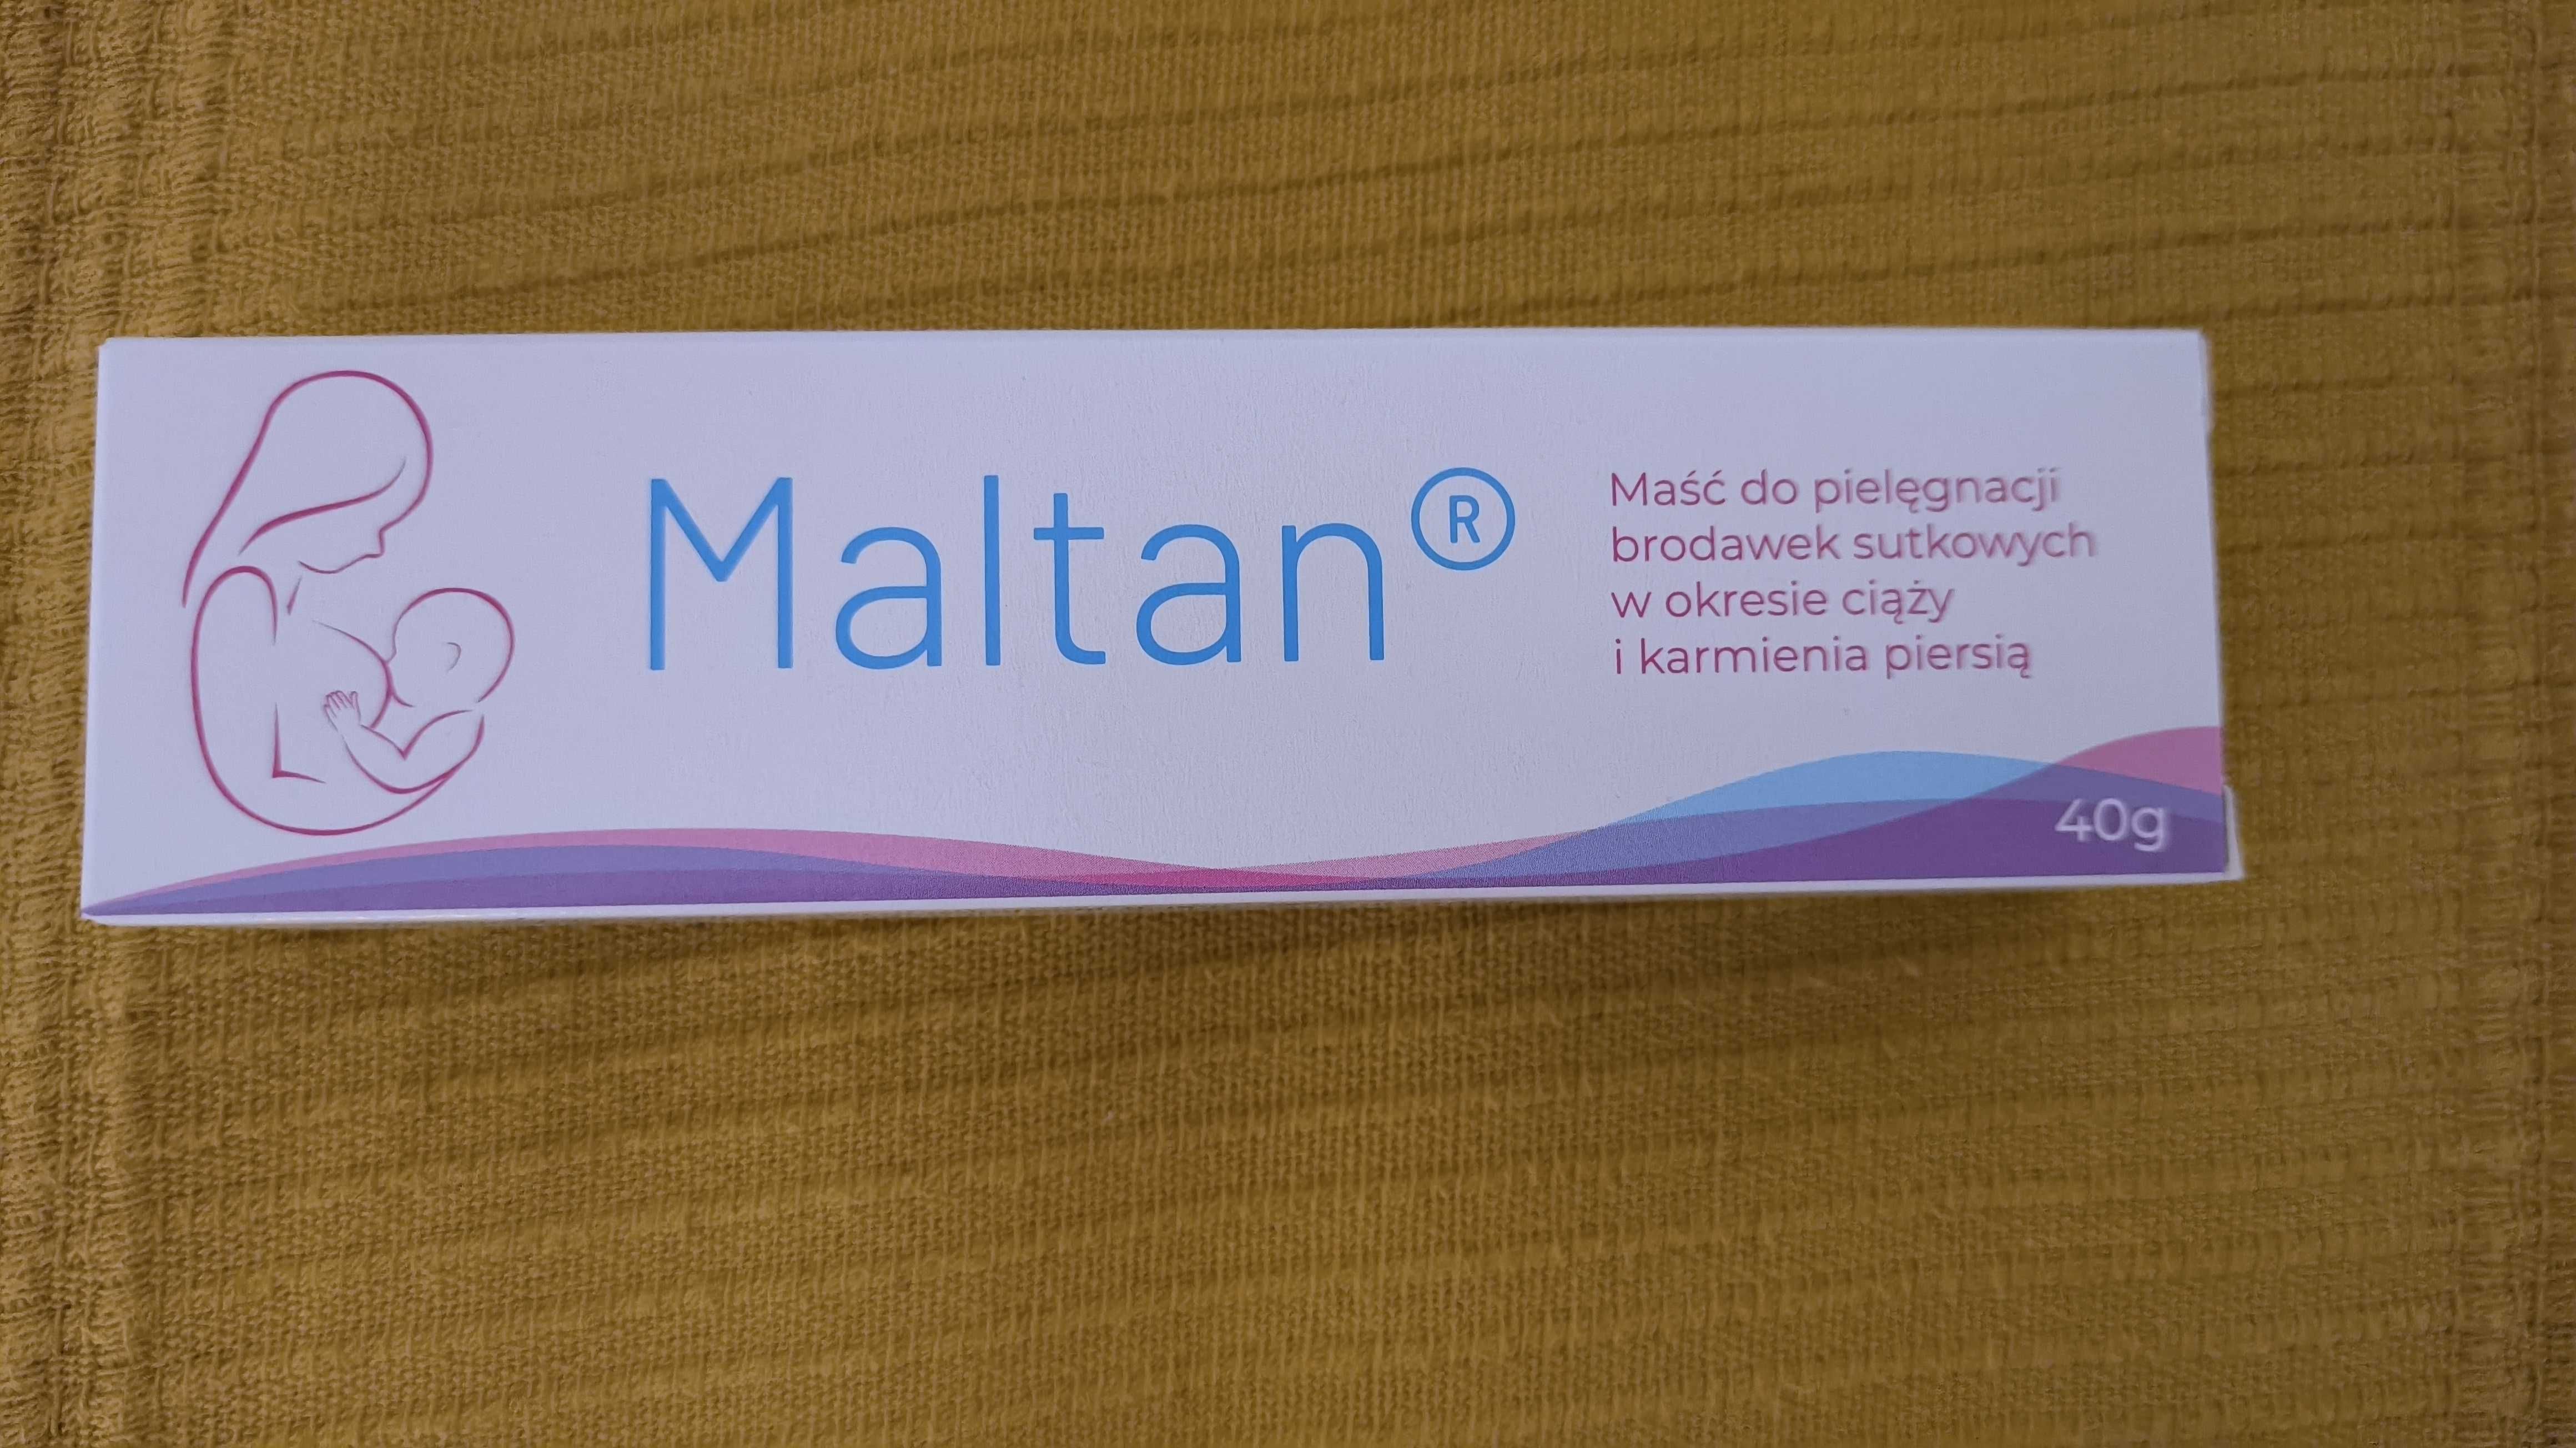 Maltan®
Maść do pielęgnacji
brodawek sutkowych
w okresie ciąży
i karmienia piersią
40g